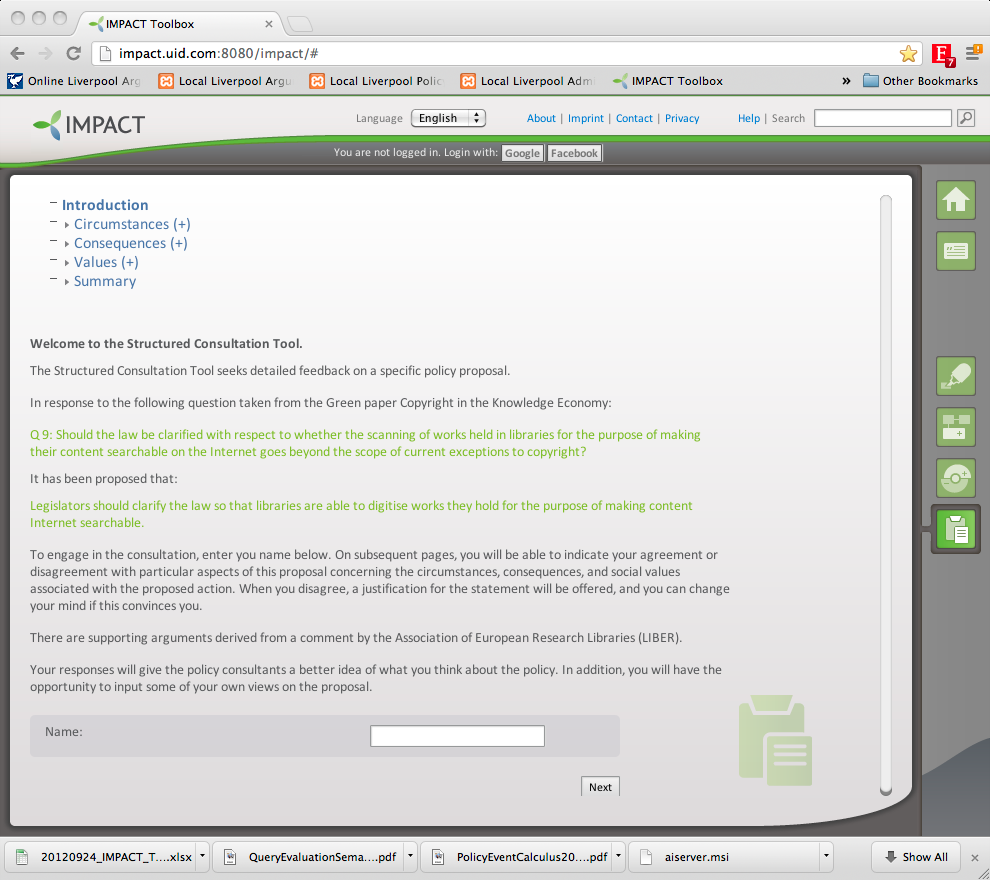 IMPACT Toolbox
impact.uid.com:8080/impact/#
7
Online Liverpool Arg
Local Liverpool Argu
Local Liverpool Polic
Local Liverpool Adm
IMPACT Toolbox
»
Other Bookmarks
IMPACT
Language
English
About | Imprint | Contact | Privacy
Help | Search
You are not logged in. Login with: Google Facebook
Introduction
Circumstances (+)
Consequences (+)
Values (+)
Summary
Welcome to the Structured Consultation Tool.
The Structured Consultation Tool seeks detailed feedback on a specific policy proposal.
In response to the following question taken from the Green paper Copyright in the Knowledge Economy:
Q 9: Should the law be clarified with respect to whether the scanning of works held in libraries for the purpose of making
their content searchable on the Internet goes beyond the scope of current exceptions to copyright?
It has been proposed that:
Legislators should clarify the law so that libraries are able to digitise works they hold for the purpose of making content
Internet searchable.
To engage in the consultation, enter you name below. On subsequent pages, you will be able to indicate your agreement or
disagreement with particular aspects of this proposal concerning the circumstances, consequences, and social values
associated with the proposed action. When you disagree, a justification for the statement will be offered, and you can change
your mind if this convinces you.
There are supporting arguments derived from a comment by the Association of European Research Libraries (LIBER).
Your responses will give the policy consultants a better idea of what you think about the policy. In addition, you will have the
opportunity to input some of your own views on the proposal.
Name:
Next
20120924_IMPACT_T....xlsx
QueryEvaluationSema....pdf
PolicyEventCalculus20....pdf
aiserver.msi
Show All